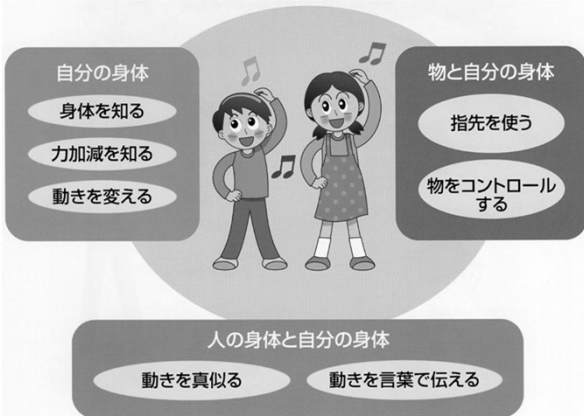 自分の身体
身体を知る
力加減を知る
動きを変える
物と自分の身体
指先を使う
物をコントロール
する
人の身体と自分の身体
動きを真似る
動きを言葉で伝える